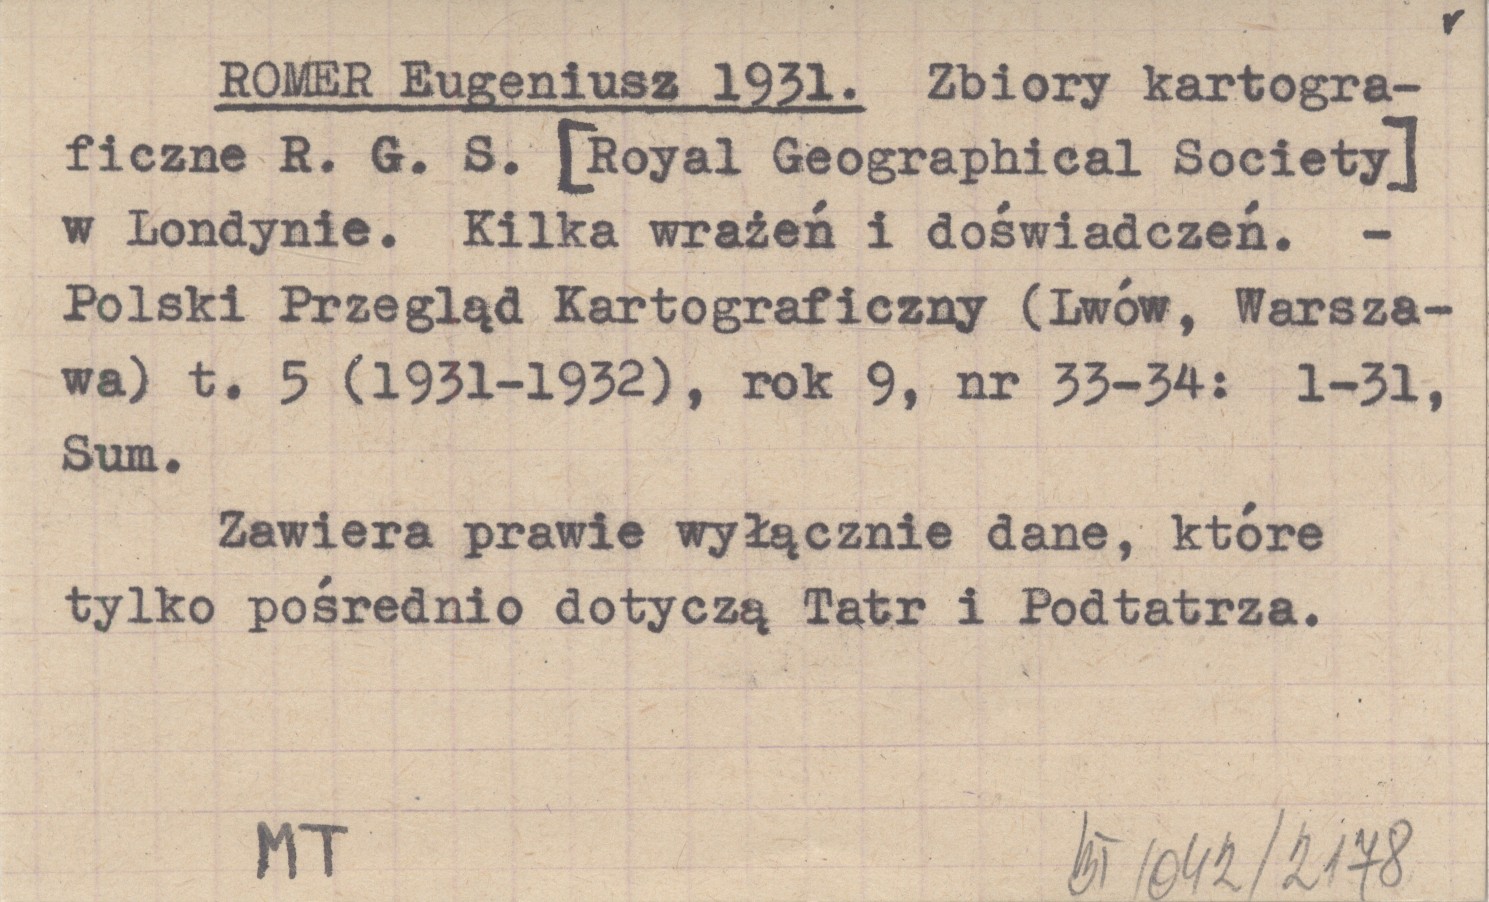 ROMER Eugeniusz 1931. Zbiory kartogra-
ficzne R. G. S. [Royal Geographical Society]
w Londynie. Kilka wrażeń i doświadczeń. -
Polski Przegląd Kartograficzny (Lwów, Warsza-
wa) t. 5 (1931-1932), rok 9, nr 33-34: 1-31,
Sum.
Zawiera prawie wyłącznie dane, które
tylko pośrednio dotyczą Tatr i Podtatrza.
MT
1042/2178